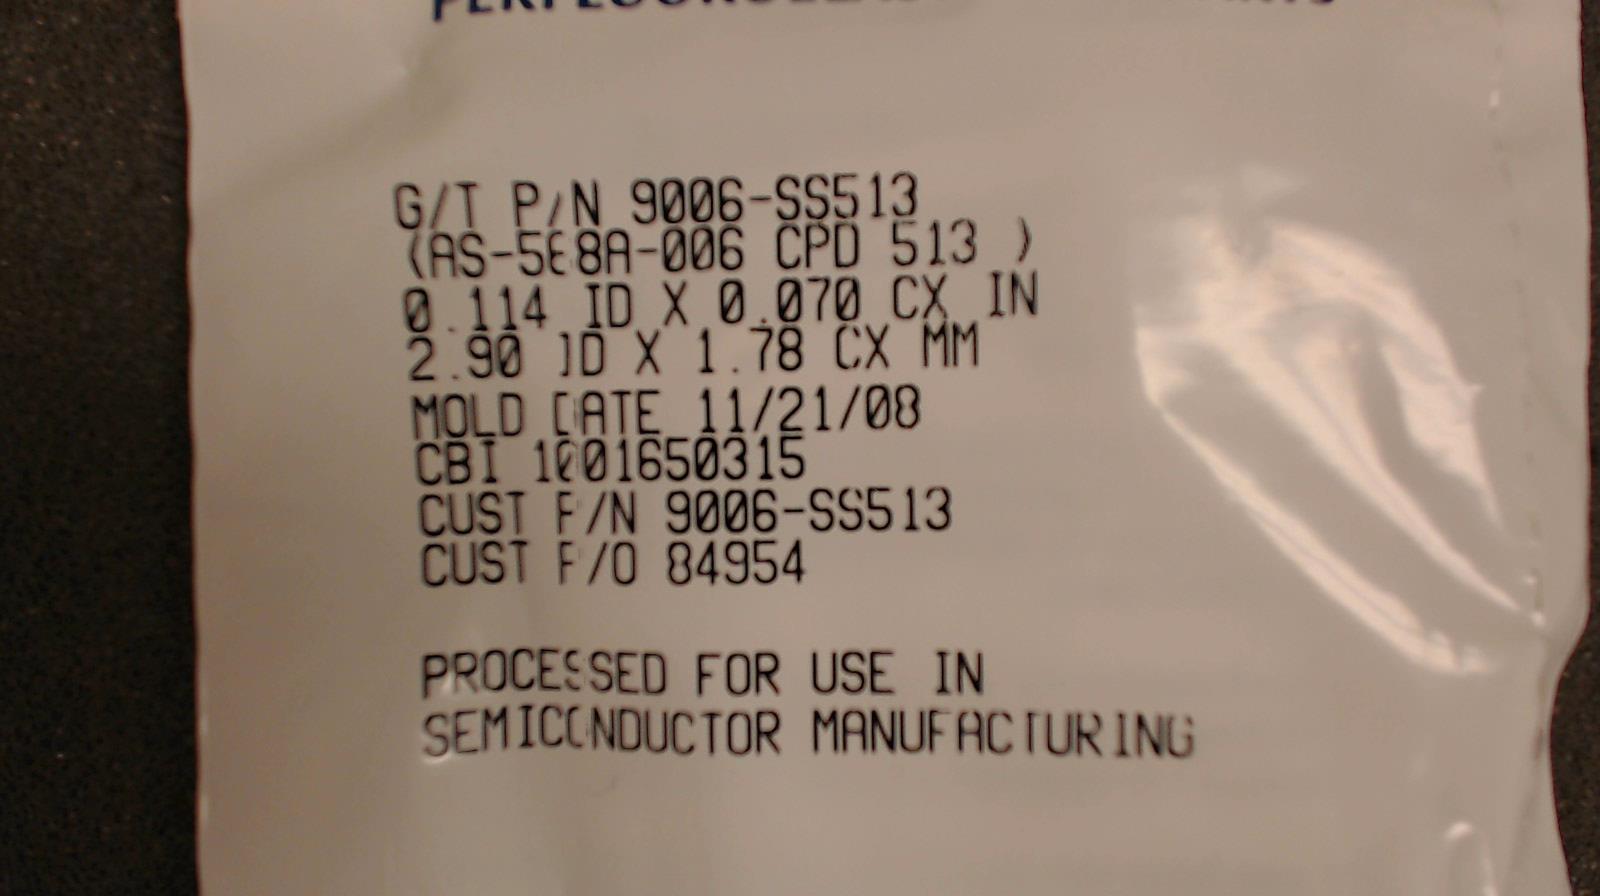 G/T P/N 9006-SS513
(AS-568A-006 CPD 513 )
0.114 ID X 0.070 CX IN
2.90 ID X 1.78 CX MM
MOLD DATE 11/21/08
CBI 1001650315
CUST P/N 9006-SS513
CUST P/O 84954
PROCESSED FOR USE IN
SEMICONDUCTOR MANUFACTURING